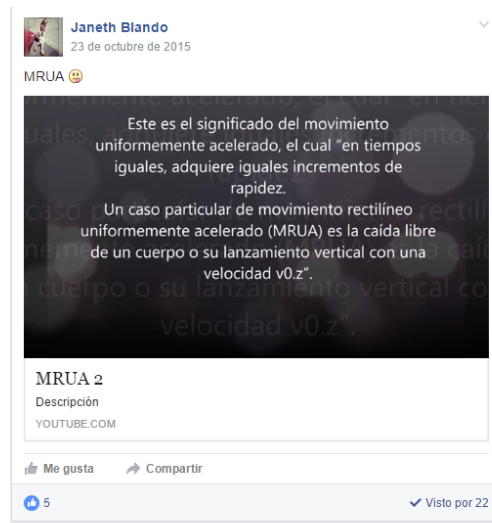 Janeth Blando
23 de octubre de 2015
MRUA
Este es el significado del movimiento
uniformemente acelerado, el cual “en tiempos
iguales, adquiere iguales incrementos de
rapidez.
Un caso particular de movimiento rectilíneo
uniformemente acelerado (MRUA) es la caída libre
de un cuerpo o su lanzamiento vertical con una
velocidad v0.z”.
MRUA 2
Descripción
YOUTUBE.COM
Me gusta Compartir
5 Visto por 22